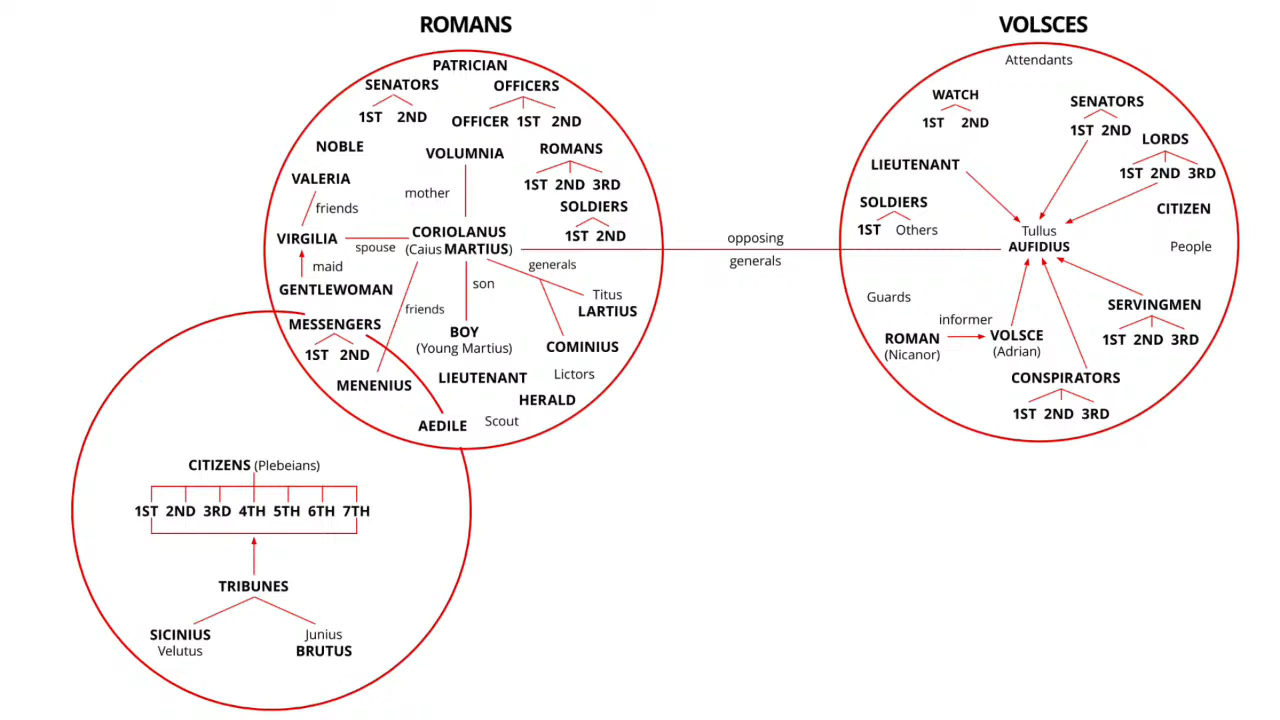 ROMANS
PATRICIAN
SENATORS
1ST 2ND
OFFICERS
OFFICER 1ST 2ND
NOBLE
VOLUMNIA
ROMANS
1ST 2ND 3RD
VALERIA
mother
friends
SOLDIERS
1ST 2ND
VIRGILIA
spouse
CORIOLANUS
(Caius MARTIUS)
maid
generals
GENTLEWOMAN
son
Titus
LARTIUS
friends
MESSENGERS
1ST 2ND
BOY
(Young Martius)
COMINIUS
MENENIUS
LIEUTENANT
Lictors
HERALD
AEDILE
Scout
CITIZENS (Plebeians)
1ST 2ND 3RD 4TH 5TH 6TH 7TH
TRIBUNES
SICINIUS
Velutus
Junius
BRUTUS
opposing
generals
VOLSCES
Attendants
WATCH
1ST 2ND
SENATORS
1ST 2ND
LORDS
1ST 2ND 3RD
LIEUTENANT
SOLDIERS
1ST Others
CITIZEN
Tullus
AUFIDIUS
People
Guards
informer
ROMAN
(Nicanor)
VOLSCE
(Adrian)
SERVINGMEN
1ST 2ND 3RD
CONSPIRATORS
1ST 2ND 3RD